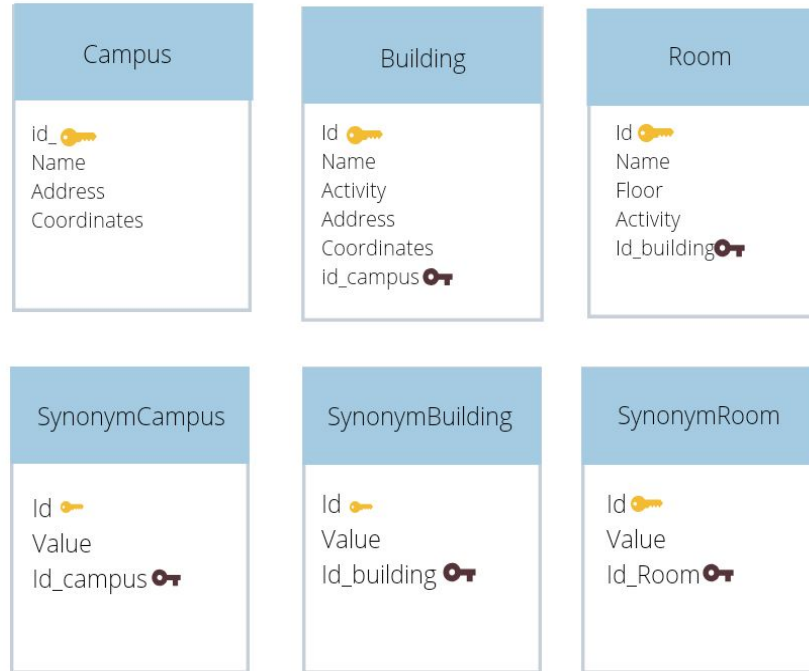 Campus
id_
Name
Address
Coordinates
Building
Id
Name
Activity
Address
Coordinates
id_campus
Room
Id
Name
Floor
Activity
Id_building
SynonymCampus
Id
Value
Id_campus
SynonymBuilding
Id
Value
Id_building
SynonymRoom
Id
Value
Id_Room